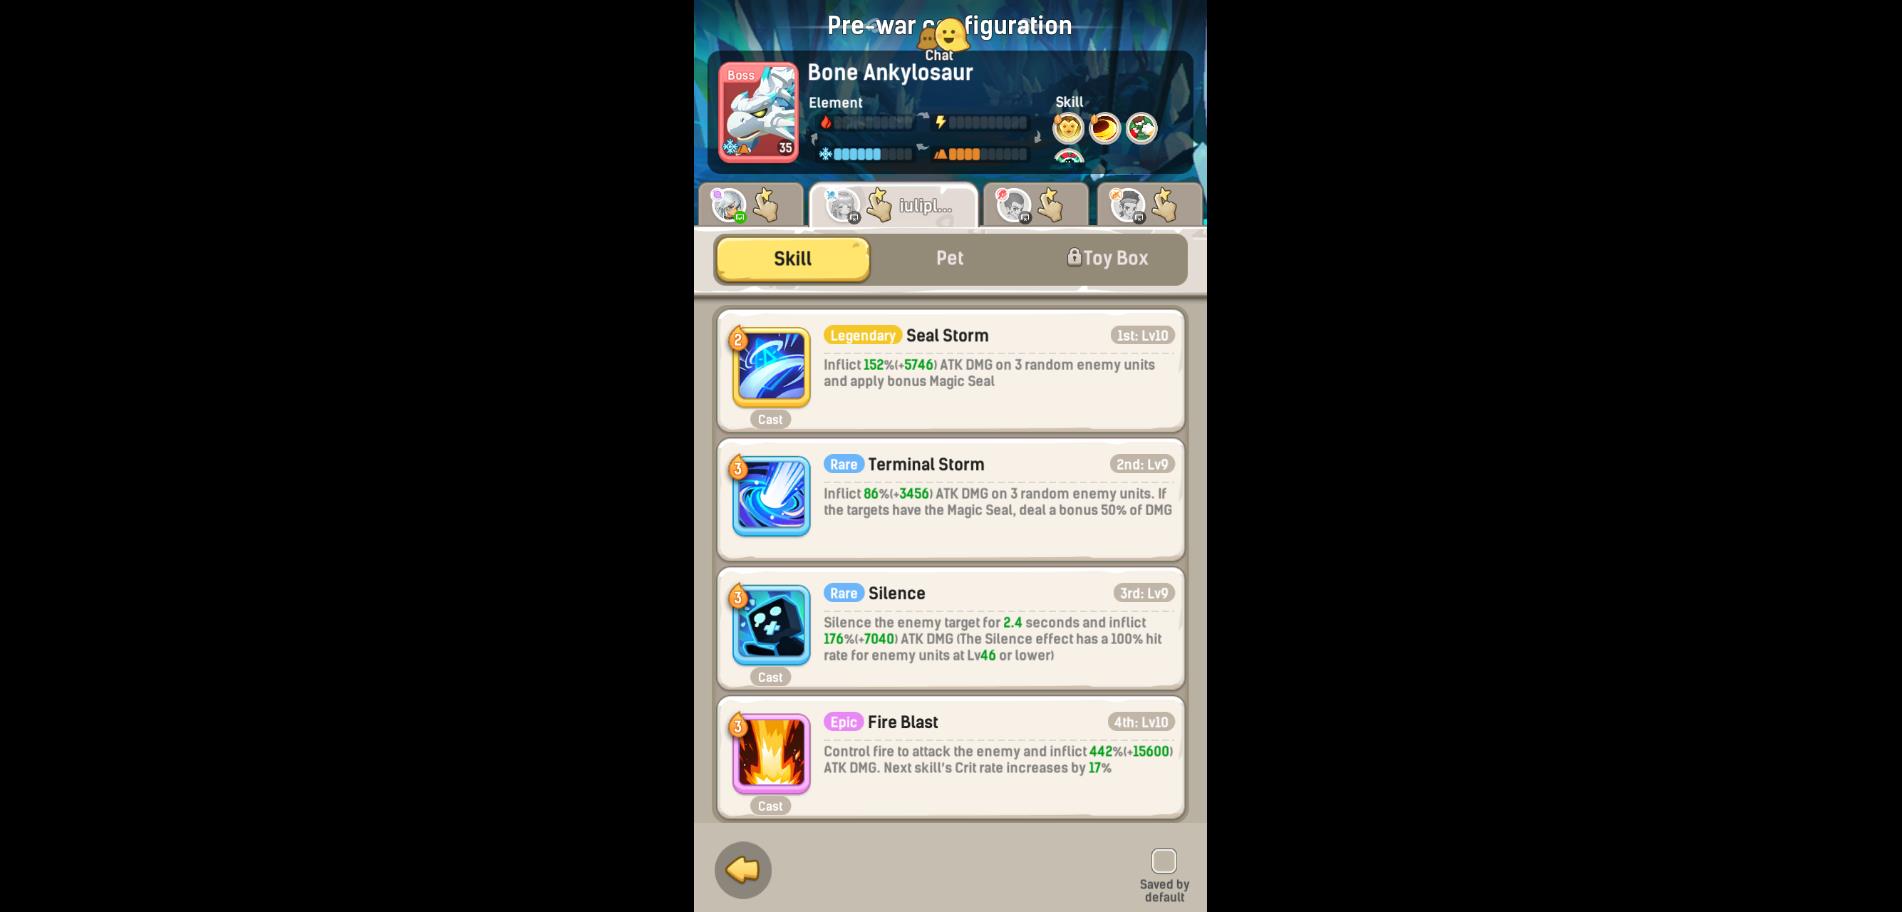 Pre-war c figuration
Chat
Boss
Bone Ankylosaur
Element
Skill
35
iulipl...
Skill
Pet
Toy Box
2
Legendary Seal Storm
1st: Lv10
Inflict 152%(+5746) ATK DMG on 3 random enemy units
and apply bonus Magic Seal
Cast
3
Rare Terminal Storm
2nd: Lv9
Inflict 86%(+3456) ATK DMG on 3 random enemy units. If
the targets have the Magic Seal, deal a bonus 50% of DMG
3
Rare Silence
3rd: Lv9
Silence the enemy target for 2.4 seconds and inflict
176%(+7040) ATK DMG (The Silence effect has a 100% hit
rate for enemy units at Lv46 or lower)
Cast
3
Epic Fire Blast
4th: Lv10
Control fire to attack the enemy and inflict 442%(+15600)
ATK DMG. Next skill's Crit rate increases by 17%
Cast
Saved by
default